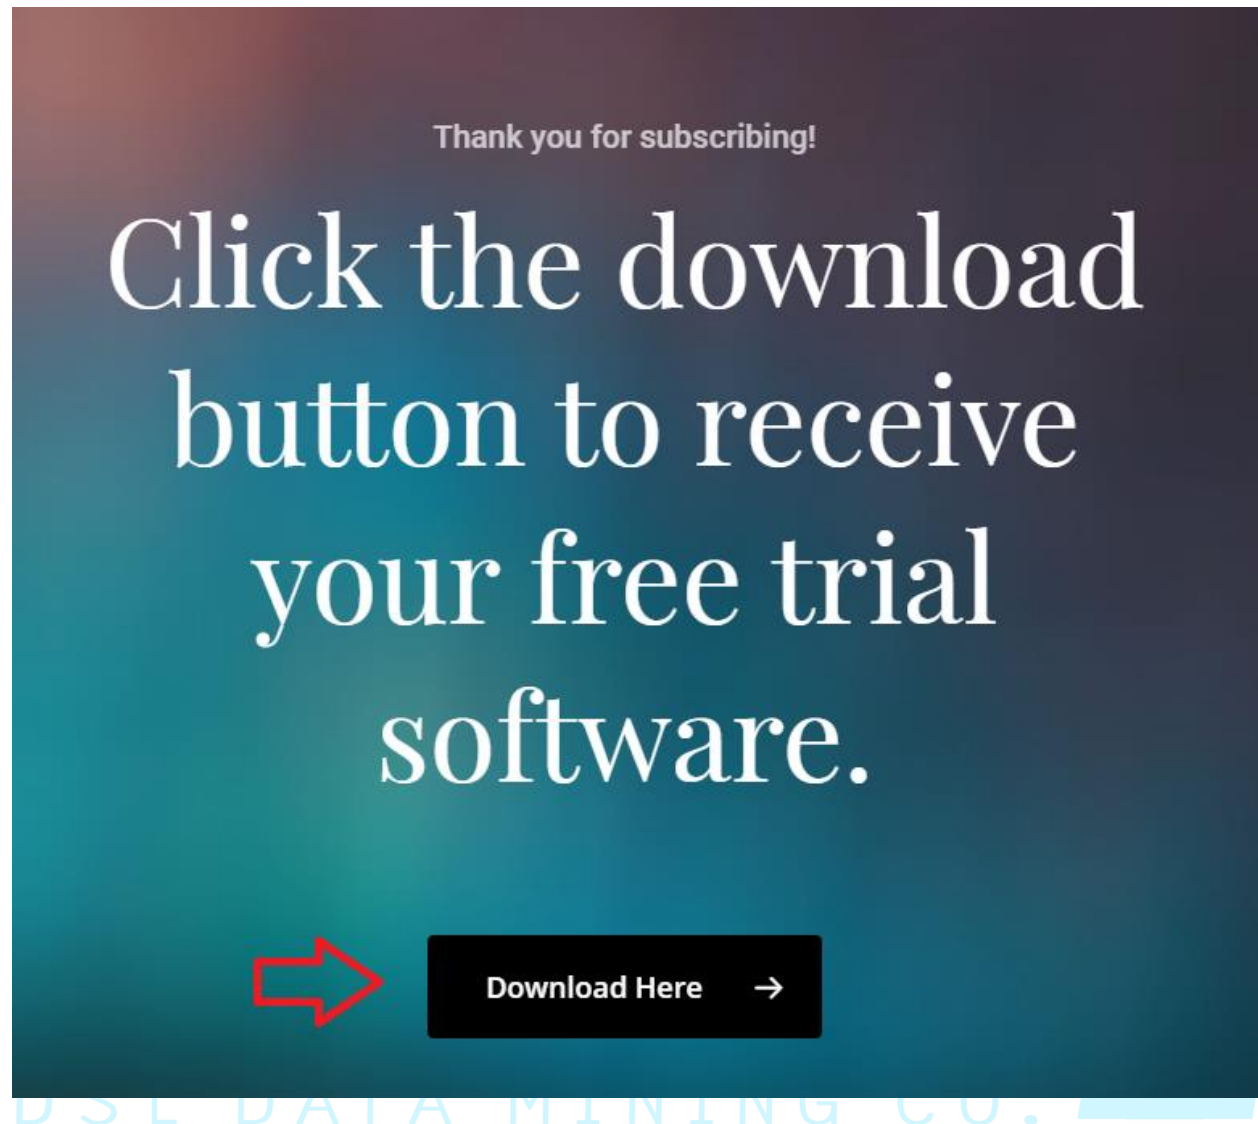 Thank you for subscribing!
Click the download
button to receive
your free trial
software.
Download Here
DSL DATA MINING CO.